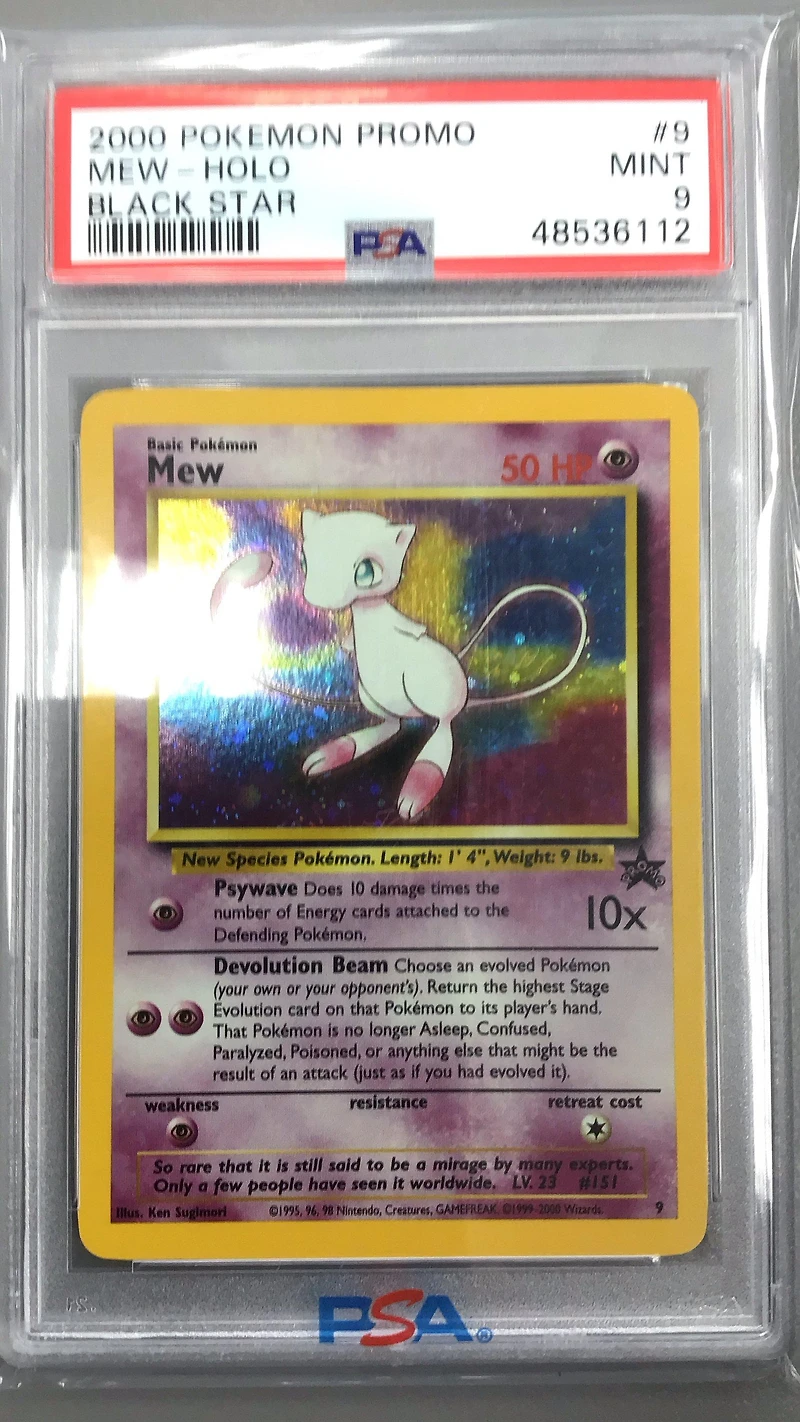 2000 POKEMON PROMO #9
MEW - HOLO MINT
BLACK STAR 9
PSA 48536112
Basic Pokémon
Mew 50 HP
New Species Pokémon. Length: 1' 4", Weight: 9 lbs.
PROMO
Psywave Does 10 damage times the
number of Energy cards attached to the
Defending Pokémon.
10x
Devolution Beam Choose an evolved Pokémon
(your own or your opponent's). Return the highest Stage
Evolution card on that Pokémon to its player's hand.
That Pokémon is no longer Asleep, Confused,
Paralyzed, Poisoned, or anything else that might be the
result of an attack (just as if you had evolved it).
weakness resistance retreat cost
So rare that it is still said to be a mirage by many experts.
Only a few people have seen it worldwide. LV. 23 #151
Illus. Ken Sugimori ©1995, 96, 98 Nintendo, Creatures, GAMEFREAK. ©1999-2000 Wizards. 9
PSA®